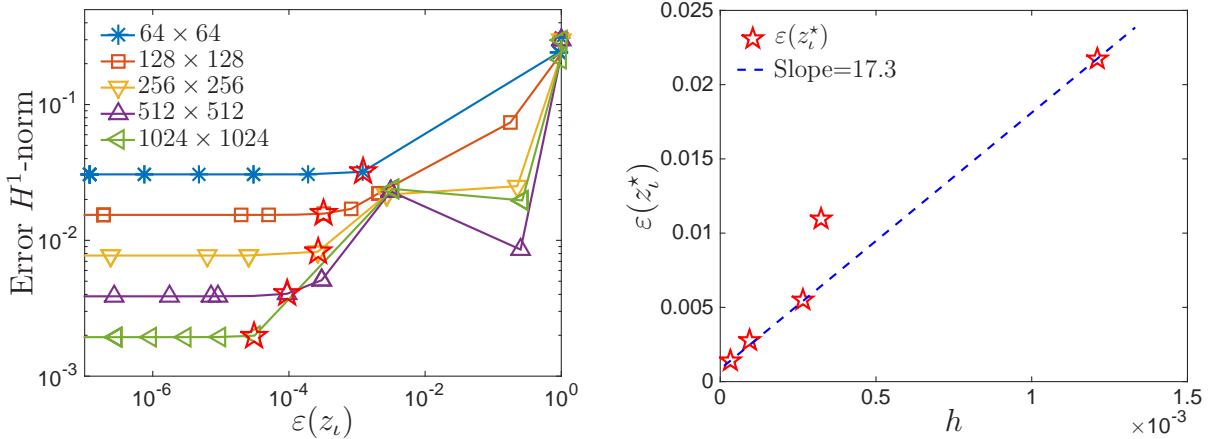 64 × 64
128 × 128
256 × 256
512 × 512
1024 × 1024
10⁻¹
10⁻²
10⁻³
10⁻⁶
10⁻⁴
10⁻²
10⁰
Error H¹-norm
ε(z_ι)
ε(z_ι^⋆)
Slope=17.3
0.025
0.02
0.015
0.01
0.005
0
0
0.5
1
1.5
×10⁻³
h
ε(z_ι^⋆)